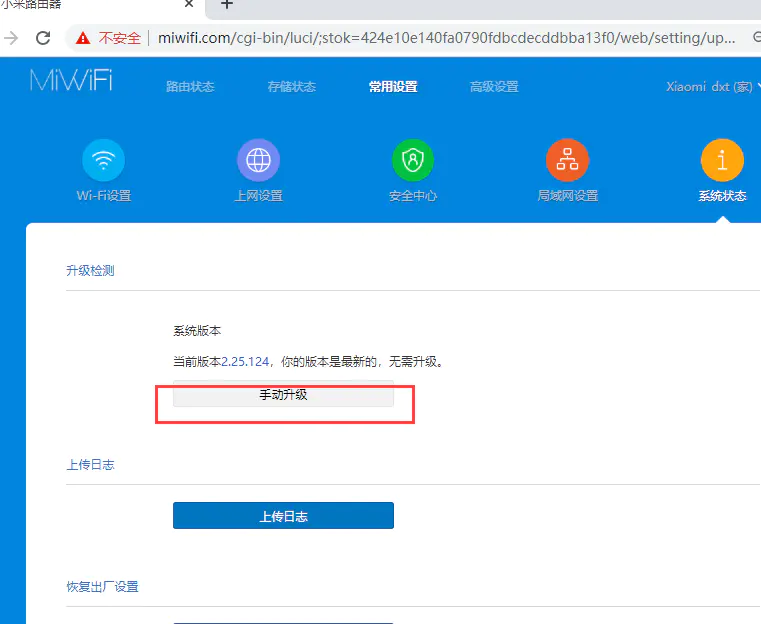 小米路由器
不安全 miwifi.com/cgi-bin/luci/;stok=424e10e140fa0790fdbcdecddbba13f0/web/setting/up...
MiWiFi 路由状态 存储状态 常用设置 高级设置 Xiaomi dxt (家)
Wi-Fi设置 上网设置 安全中心 局域网设置 系统状态
升级检测
系统版本
当前版本2.25.124，你的版本是最新的，无需升级。
手动升级
上传日志
上传日志
恢复出厂设置